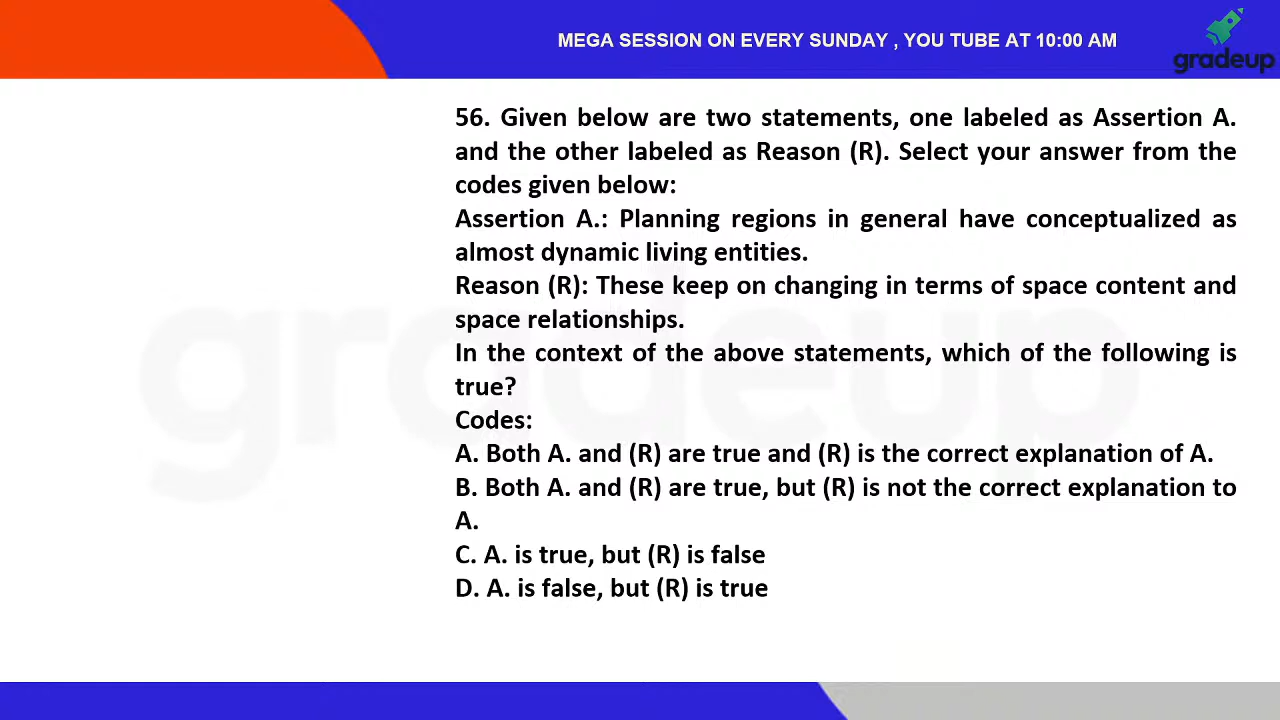 MEGA SESSION ON EVERY SUNDAY , YOU TUBE AT 10:00 AM
gradeup
56. Given below are two statements, one labeled as Assertion A.
and the other labeled as Reason (R). Select your answer from the
codes given below:
Assertion A.: Planning regions in general have conceptualized as
almost dynamic living entities.
Reason (R): These keep on changing in terms of space content and
space relationships.
In the context of the above statements, which of the following is
true?
Codes:
A. Both A. and (R) are true and (R) is the correct explanation of A.
B. Both A. and (R) are true, but (R) is not the correct explanation to
A.
C. A. is true, but (R) is false
D. A. is false, but (R) is true
gradeup